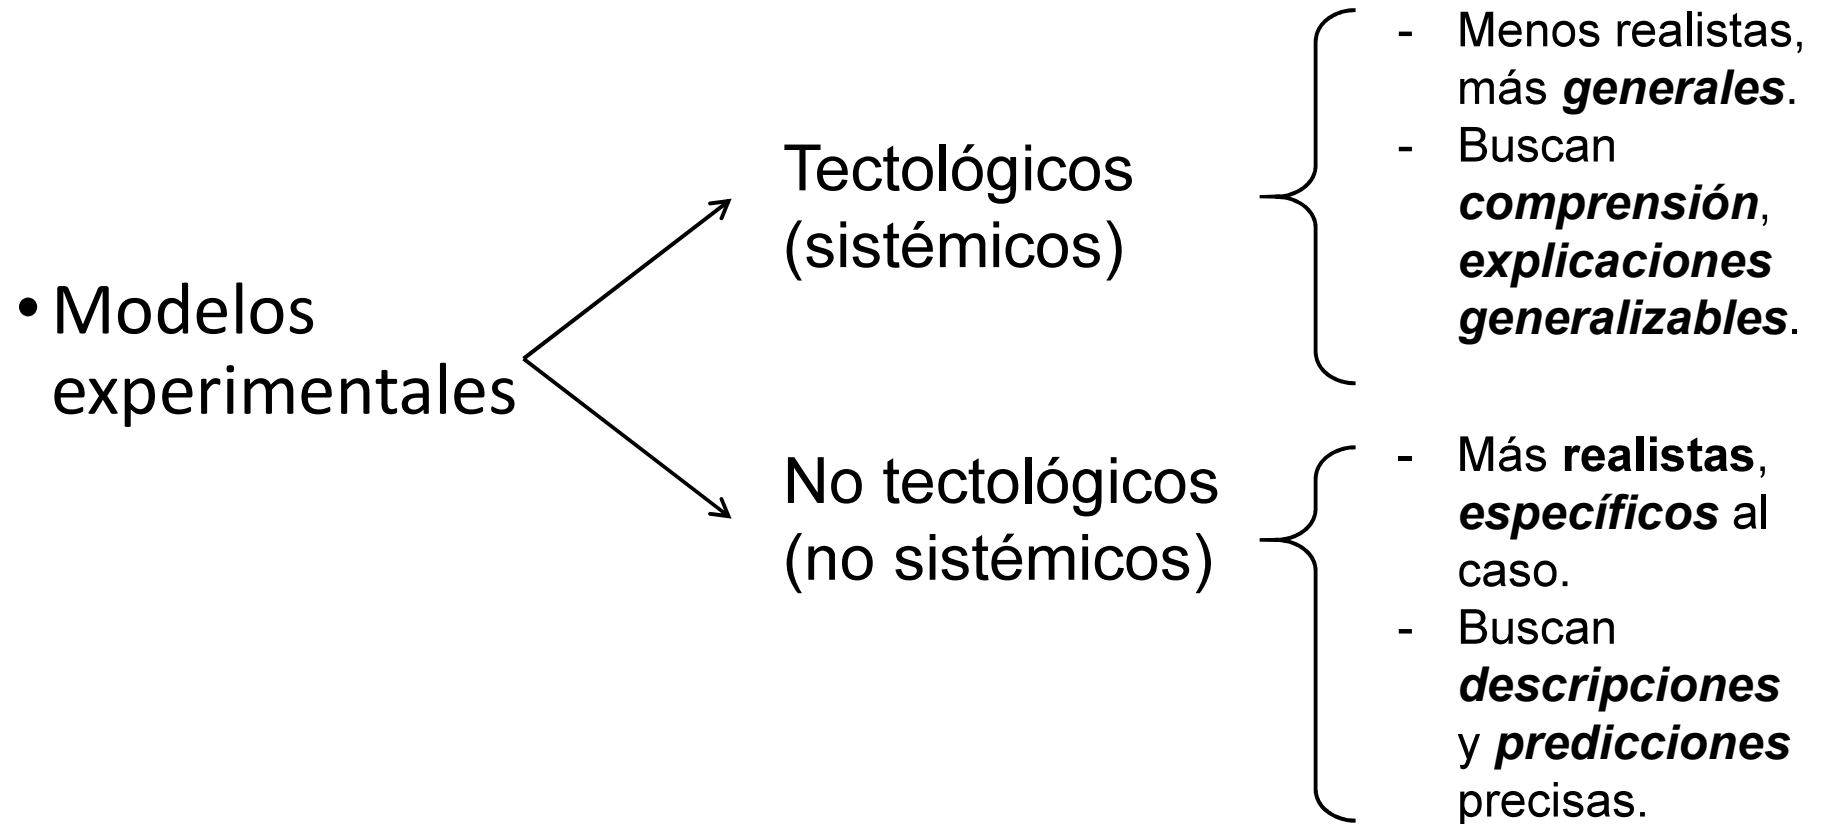 • Modelos
experimentales
Tectológicos
(sistémicos)
- Menos realistas,
más generales.
- Buscan
comprensión,
explicaciones
generalizables.
No tectológicos
(no sistémicos)
- Más realistas,
específicos al
caso.
- Buscan
descripciones
y predicciones
precisas.